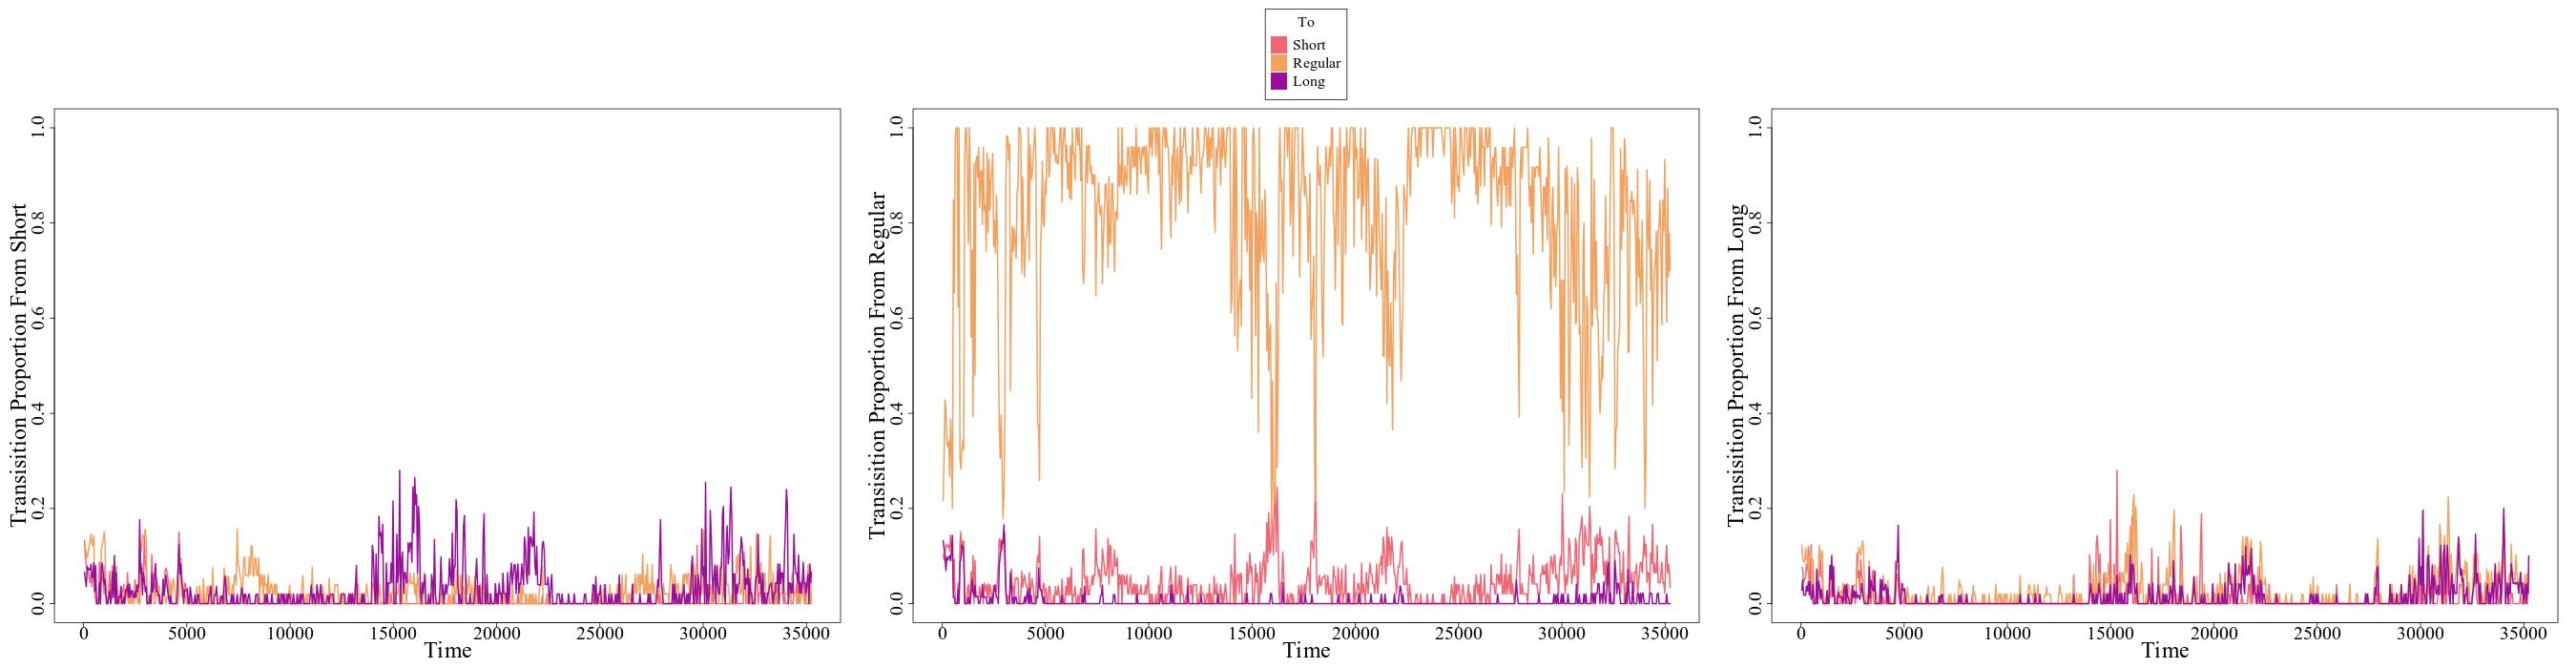 To
Short
Regular
Long
Transisition Proportion From Short
0.0 0.2 0.4 0.6 0.8 1.0
0 5000 10000 15000 20000 25000 30000 35000
Time
Transisition Proportion From Regular
0.0 0.2 0.4 0.6 0.8 1.0
0 5000 10000 15000 20000 25000 30000 35000
Time
Transisition Proportion From Long
0.0 0.2 0.4 0.6 0.8 1.0
0 5000 10000 15000 20000 25000 30000 35000
Time